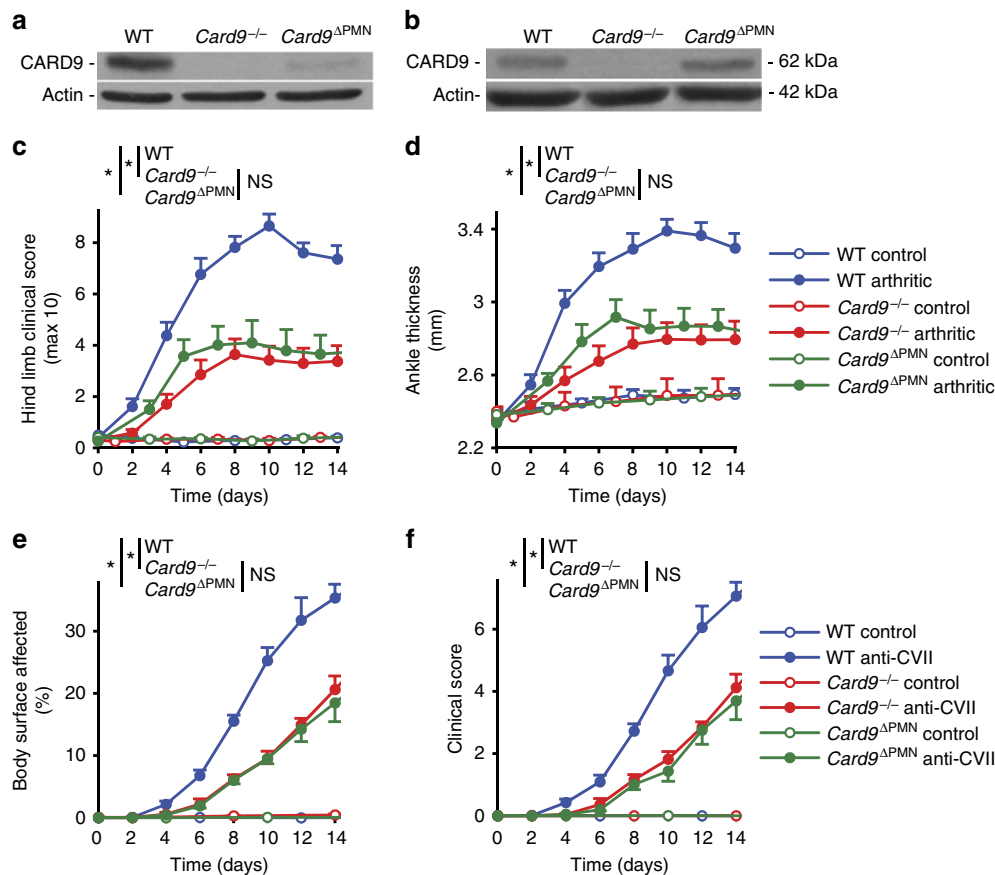 a
WT Card9–/– Card9ΔPMN
CARD9 -
Actin -
b
WT Card9–/– Card9ΔPMN
CARD9 - - 62 kDa
Actin- - 42 kDa
c
* * WT
Card9–/–
Card9ΔPMN NS
Hind limb clinical score
(max 10)
8
6
4
2
0
0 2 4 6 8 10 12 14
Time (days)
d
* * WT
Card9–/–
Card9ΔPMN NS
Ankle thickness
(mm)
3.4
3
2.6
2.2
0 2 4 6 8 10 12 14
Time (days)
WT control
WT arthritic
Card9–/– control
Card9–/– arthritic
Card9ΔPMN control
Card9ΔPMN arthritic
e
* * WT
Card9–/–
Card9ΔPMN NS
Body surface affected
(%)
30
20
10
0
0 2 4 6 8 10 12 14
Time (days)
f
* * WT
Card9–/–
Card9ΔPMN NS
Clinical score
6
4
2
0
0 2 4 6 8 10 12 14
Time (days)
WT control
WT anti-CVII
Card9–/– control
Card9–/– anti-CVII
Card9ΔPMN control
Card9ΔPMN anti-CVII